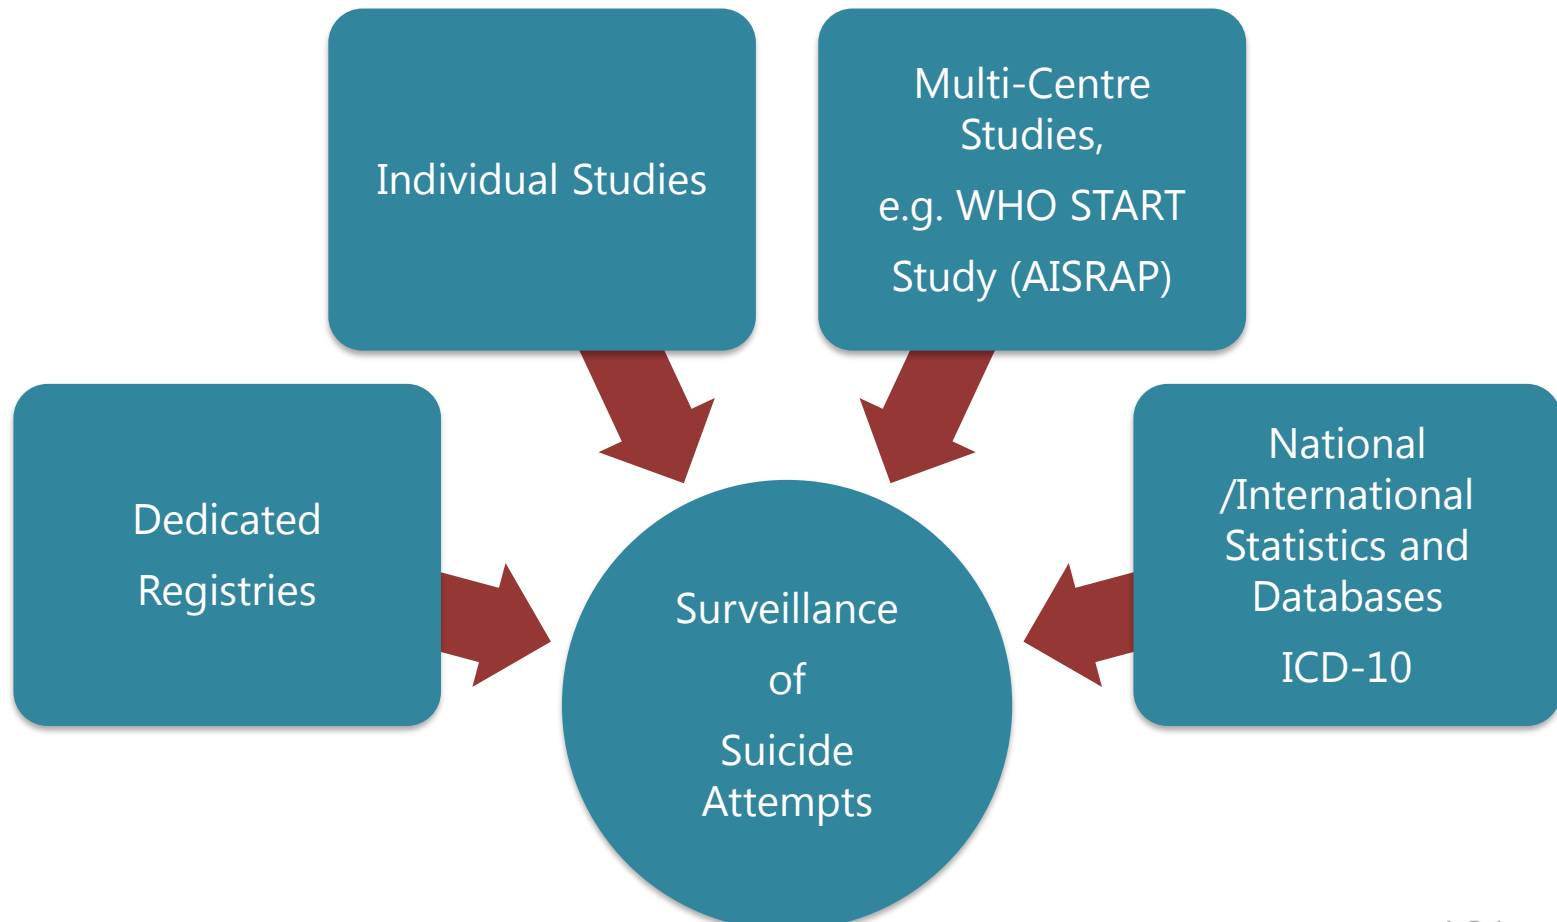 Individual Studies
Multi-Centre
Studies,
e.g. WHO START
Study (AISRAP)
Dedicated
Registries
National
/International
Statistics and
Databases
ICD-10
Surveillance
of
Suicide
Attempts